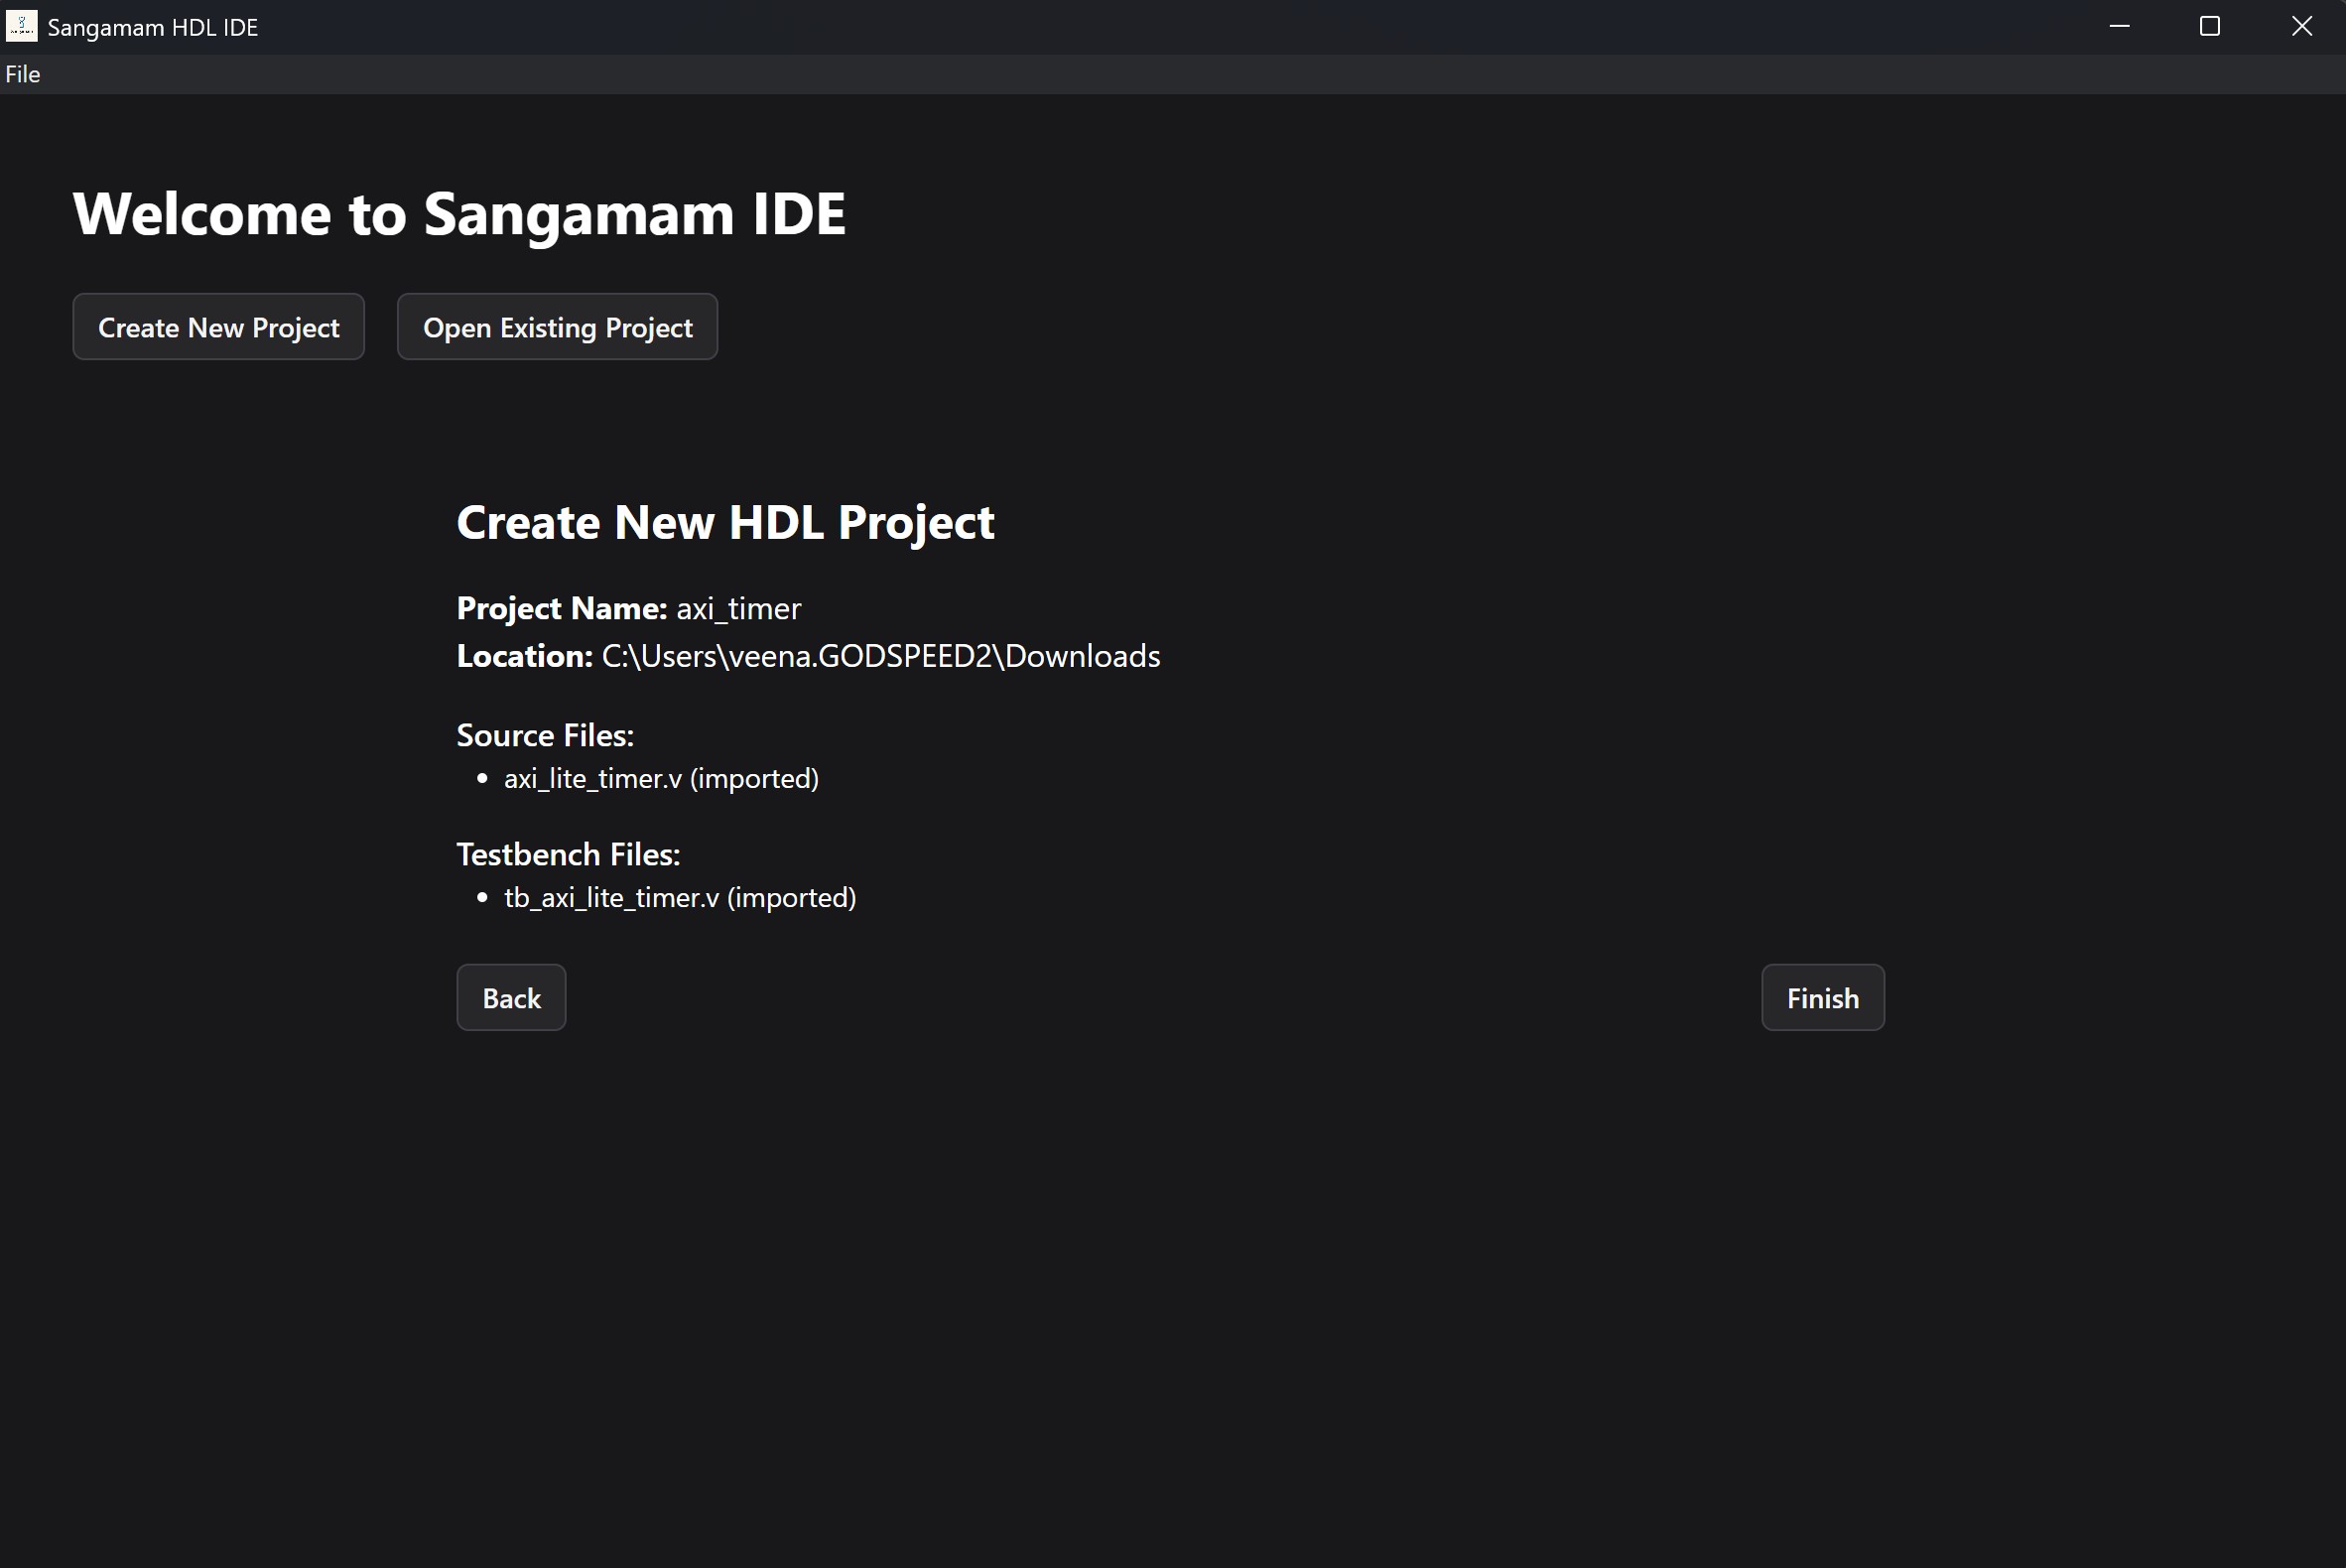 Sangamam HDL IDE
File
Welcome to Sangamam IDE
Create New Project
Open Existing Project
Create New HDL Project
Project Name: axi_timer
Location: C:\Users\veena.GODSPEED2\Downloads
Source Files:
• axi_lite_timer.v (imported)
Testbench Files:
• tb_axi_lite_timer.v (imported)
Back
Finish